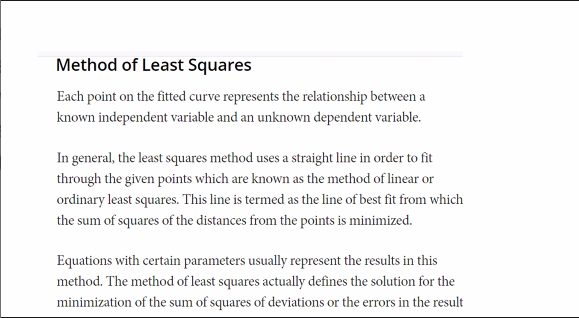 Method of Least Squares
Each point on the fitted curve represents the relationship between a
known independent variable and an unknown dependent variable.
In general, the least squares method uses a straight line in order to fit
through the given points which are known as the method of linear or
ordinary least squares. This line is termed as the line of best fit from which
the sum of squares of the distances from the points is minimized.
Equations with certain parameters usually represent the results in this
method. The method of least squares actually defines the solution for the
minimization of the sum of squares of deviations or the errors in the result